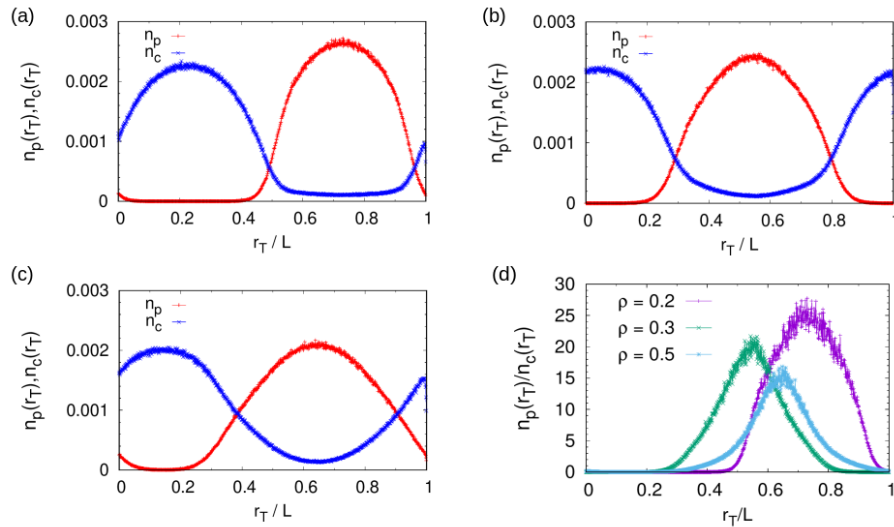 (a)
n_p(r_T),n_c(r_T)
0.003
0.002
0.001
0
n_p
n_c
0 0.2 0.4 0.6 0.8 1
r_T / L
(b)
n_p(r_T),n_c(r_T)
0.003
0.002
0.001
0
n_p
n_c
0 0.2 0.4 0.6 0.8 1
r_T / L
(c)
n_p(r_T),n_c(r_T)
0.003
0.002
0.001
0
n_p
n_c
0 0.2 0.4 0.6 0.8 1
r_T / L
(d)
n_p(r_T)/n_c(r_T)
30
25
20
15
10
5
0
ρ = 0.2
ρ = 0.3
ρ = 0.5
0 0.2 0.4 0.6 0.8 1
r_T/L